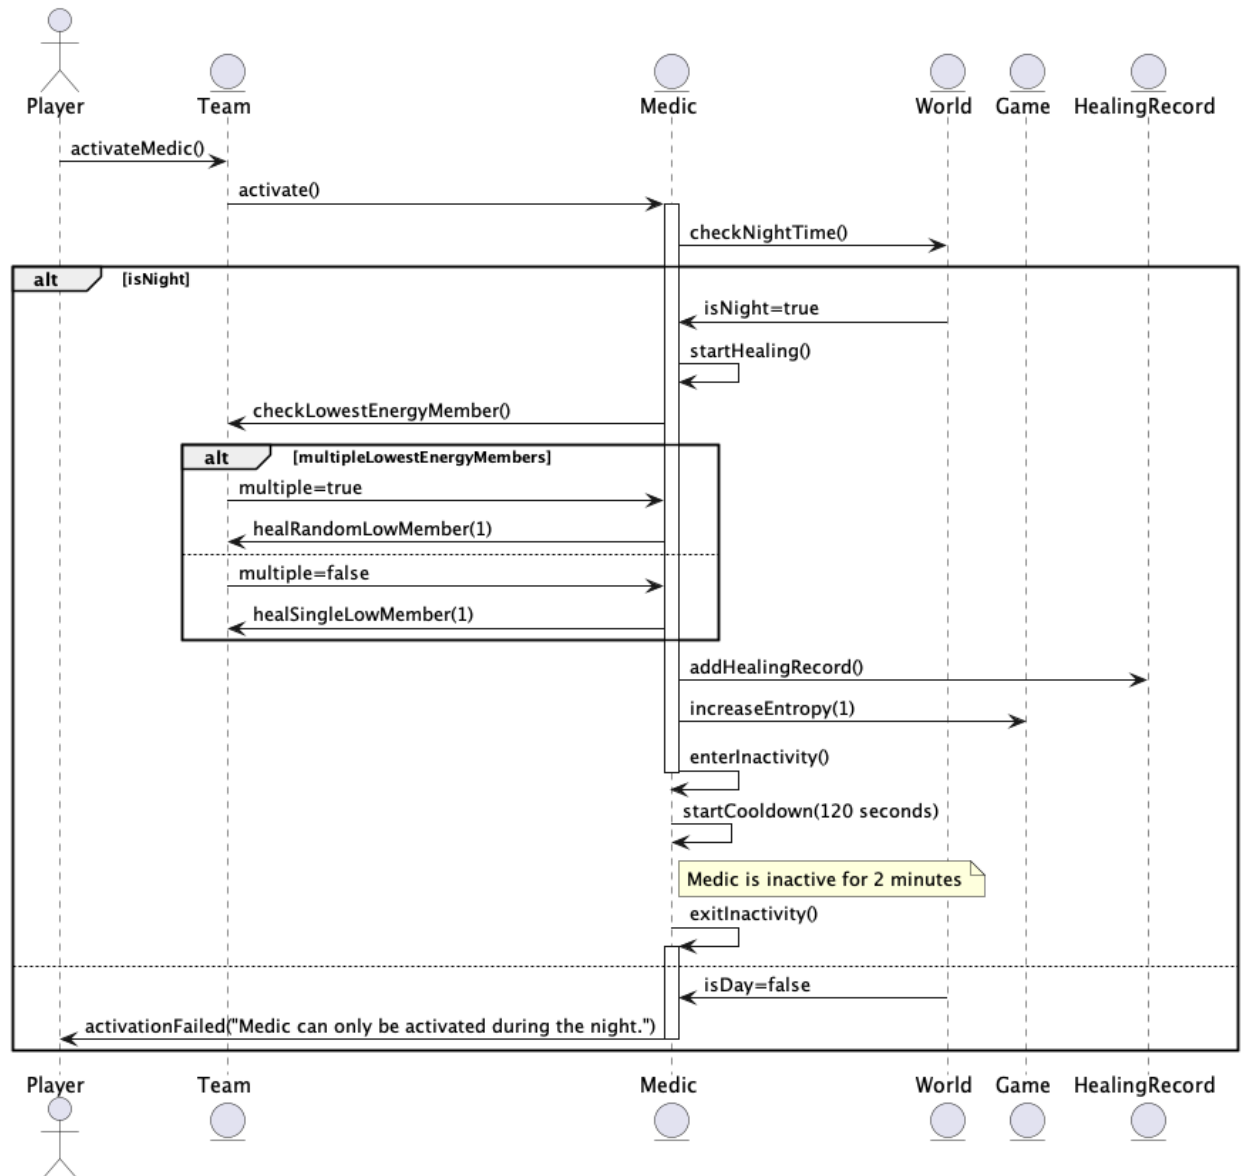 Player
Team
Medic
World
Game
HealingRecord
activateMedic()
activate()
checkNightTime()
alt
[isNight]
isNight=true
startHealing()
checkLowestEnergyMember()
alt
[multipleLowestEnergyMembers]
multiple=true
healRandomLowMember(1)
multiple=false
healSingleLowMember(1)
addHealingRecord()
increaseEntropy(1)
enterInactivity()
startCooldown(120 seconds)
Medic is inactive for 2 minutes
exitInactivity()
isDay=false
activationFailed("Medic can only be activated during the night.")
Player
Team
Medic
World
Game
HealingRecord